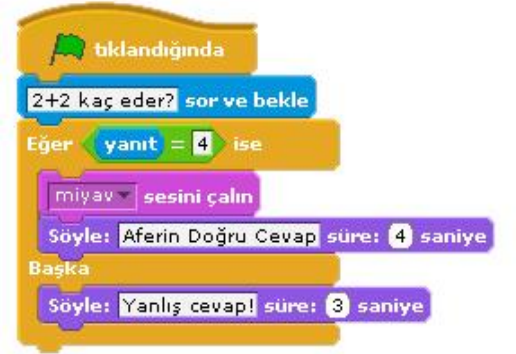 tıklandığında
2+2 kaç eder? sor ve bekle
Eğer yanıt = 4 ise
miyav sesini çalın
Söyle: Aferin Doğru Cevap süre: 4 saniye
Başka
Söyle: Yanlış cevap! süre: 3 saniye